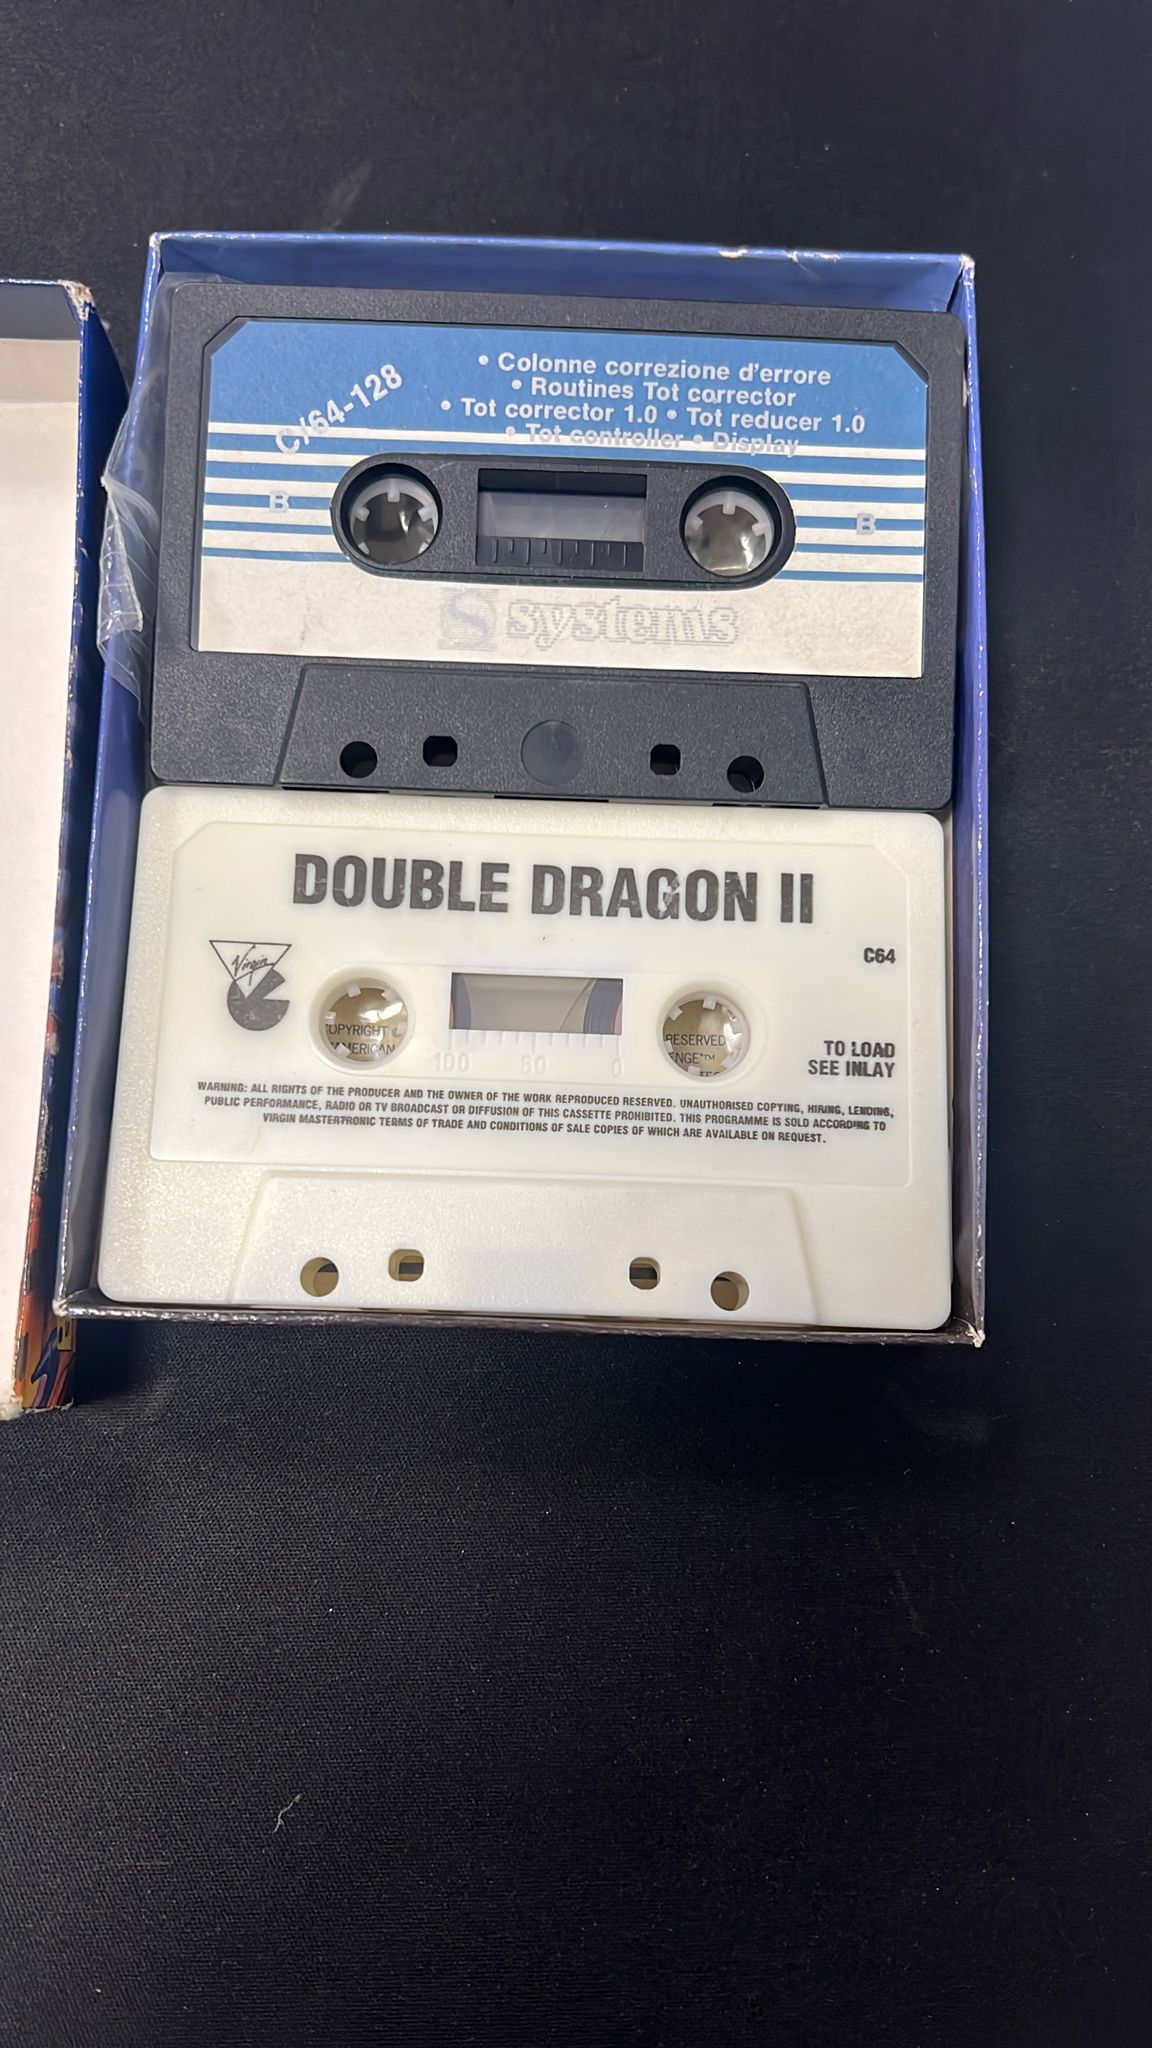 • Colonne correzione d'errore
• Routines Tot corrector
• Tot corrector 1.0 • Tot reducer 1.0
• Tot controller • Display
C/64-128
B B
systems
DOUBLE DRAGON II
Virgin
C64
OPYRIGHT ©
AMERICAN
RESERVED
ENGE™
100 50 0
TO LOAD
SEE INLAY
WARNING: ALL RIGHTS OF THE PRODUCER AND THE OWNER OF THE WORK REPRODUCED RESERVED. UNAUTHORISED COPYING, HIRING, LENDING,
PUBLIC PERFORMANCE, RADIO OR TV BROADCAST OR DIFFUSION OF THIS CASSETTE PROHIBITED. THIS PROGRAMME IS SOLD ACCORDING TO
VIRGIN MASTERTRONIC TERMS OF TRADE AND CONDITIONS OF SALE COPIES OF WHICH ARE AVAILABLE ON REQUEST.